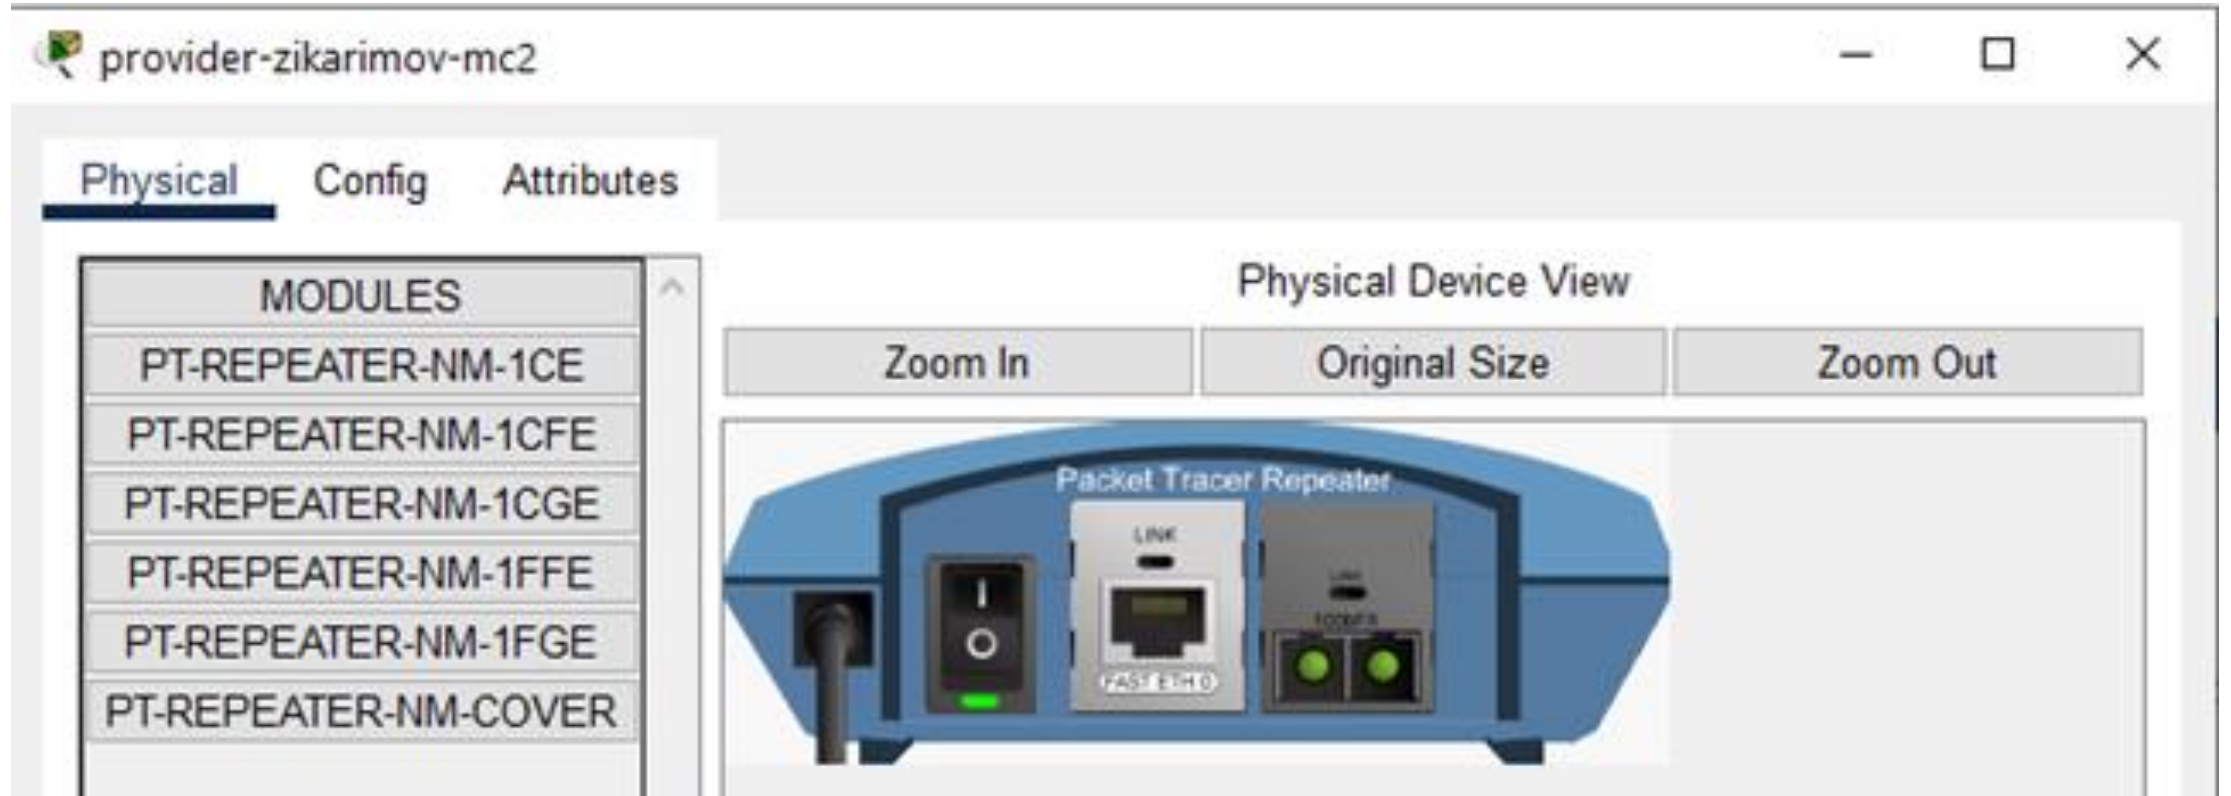 provider-zikarimov-mc2
Physical Config Attributes
MODULES
PT-REPEATER-NM-1CE
PT-REPEATER-NM-1CFE
PT-REPEATER-NM-1CGE
PT-REPEATER-NM-1FFE
PT-REPEATER-NM-1FGE
PT-REPEATER-NM-COVER
Physical Device View
Zoom In Original Size Zoom Out
Packet Tracer Repeater
LINK
FAST ETH 0
LINK